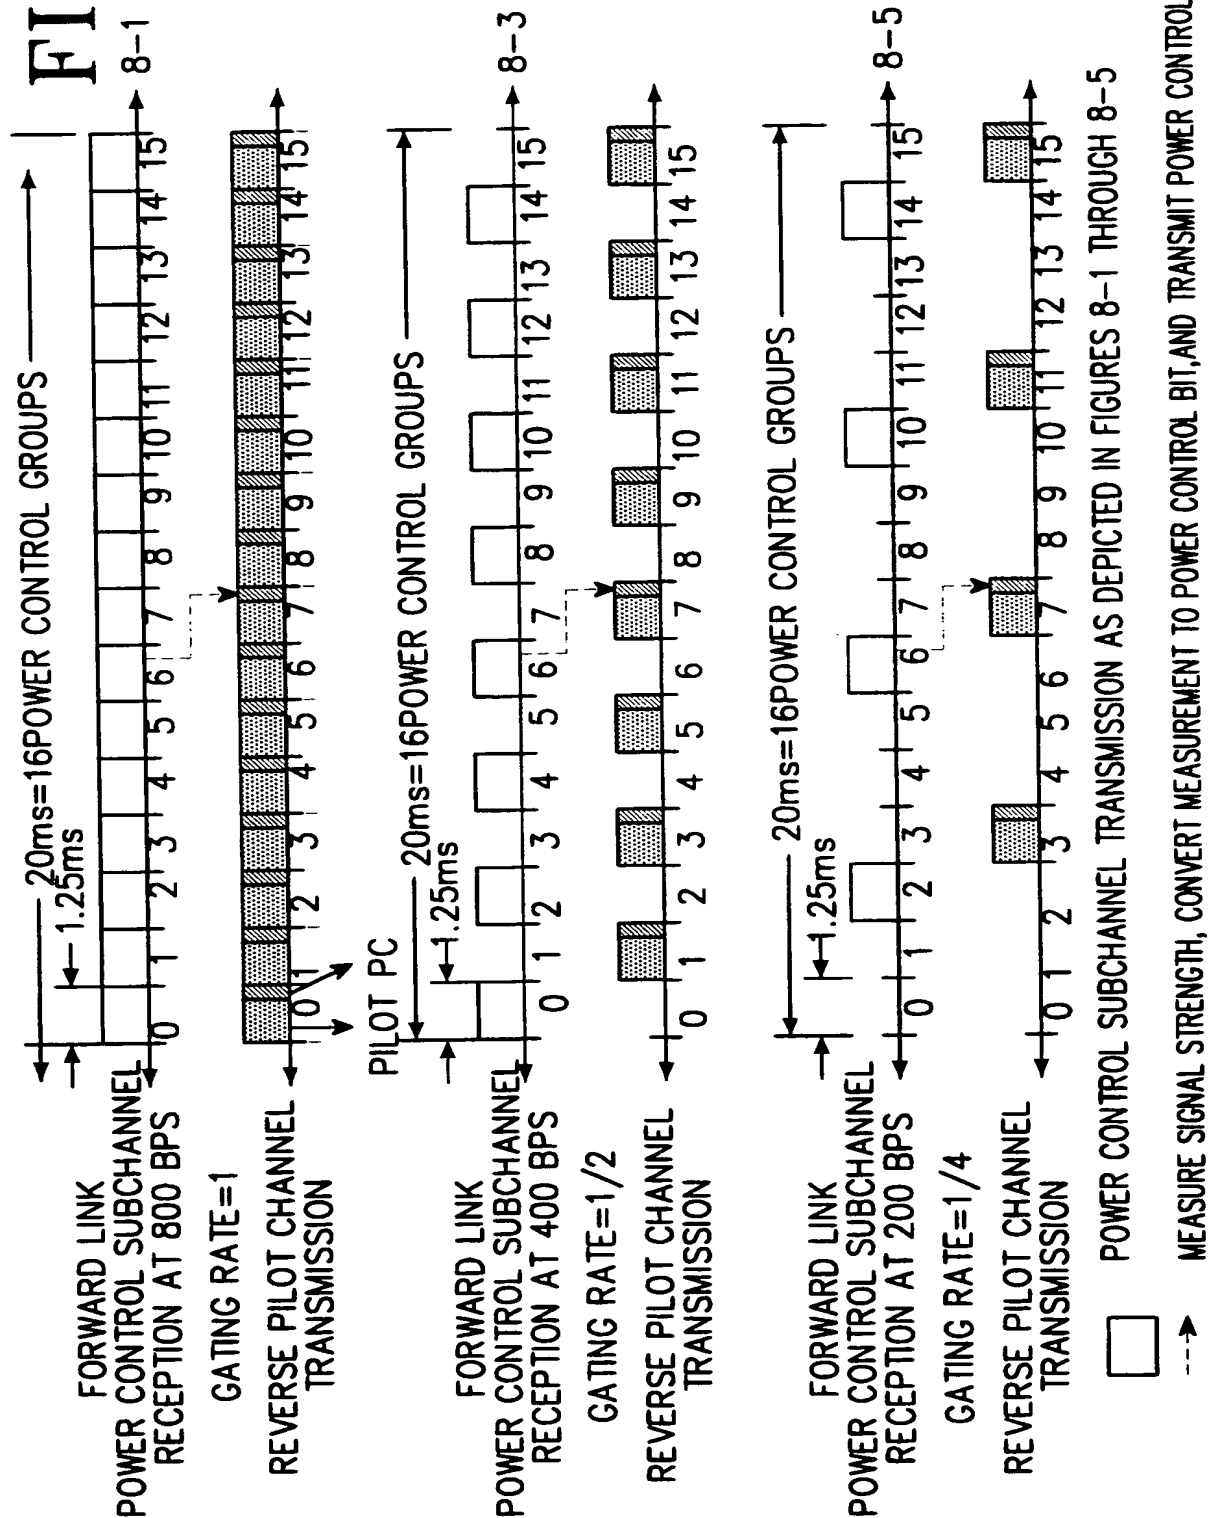 FI
20ms=16POWER CONTROL GROUPS
1.25ms
8-1
FORWARD LINK
POWER CONTROL SUBCHANNEL
RECEPTION AT 800 BPS
0 1 2 3 4 5 6 7 8 9 10 11 12 13 14 15
GATING RATE=1
REVERSE PILOT CHANNEL
TRANSMISSION
0 1 2 3 4 5 6 7 8 9 10 11 12 13 14 15
PILOT PC
20ms=16POWER CONTROL GROUPS
1.25ms
8-3
FORWARD LINK
POWER CONTROL SUBCHANNEL
RECEPTION AT 400 BPS
0 1 2 3 4 5 6 7 8 9 10 11 12 13 14 15
GATING RATE=1/2
REVERSE PILOT CHANNEL
TRANSMISSION
0 1 2 3 4 5 6 7 8 9 10 11 12 13 14 15
20ms=16POWER CONTROL GROUPS
1.25ms
8-5
FORWARD LINK
POWER CONTROL SUBCHANNEL
RECEPTION AT 200 BPS
0 1 2 3 4 5 6 7 8 9 10 11 12 13 14 15
GATING RATE=1/4
REVERSE PILOT CHANNEL
TRANSMISSION
0 1 2 3 4 5 6 7 8 9 10 11 12 13 14 15
POWER CONTROL SUBCHANNEL TRANSMISSION AS DEPICTED IN FIGURES 8-1 THROUGH 8-5
MEASURE SIGNAL STRENGTH, CONVERT MEASUREMENT TO POWER CONTROL BIT,AND TRANSMIT POWER CONTROL